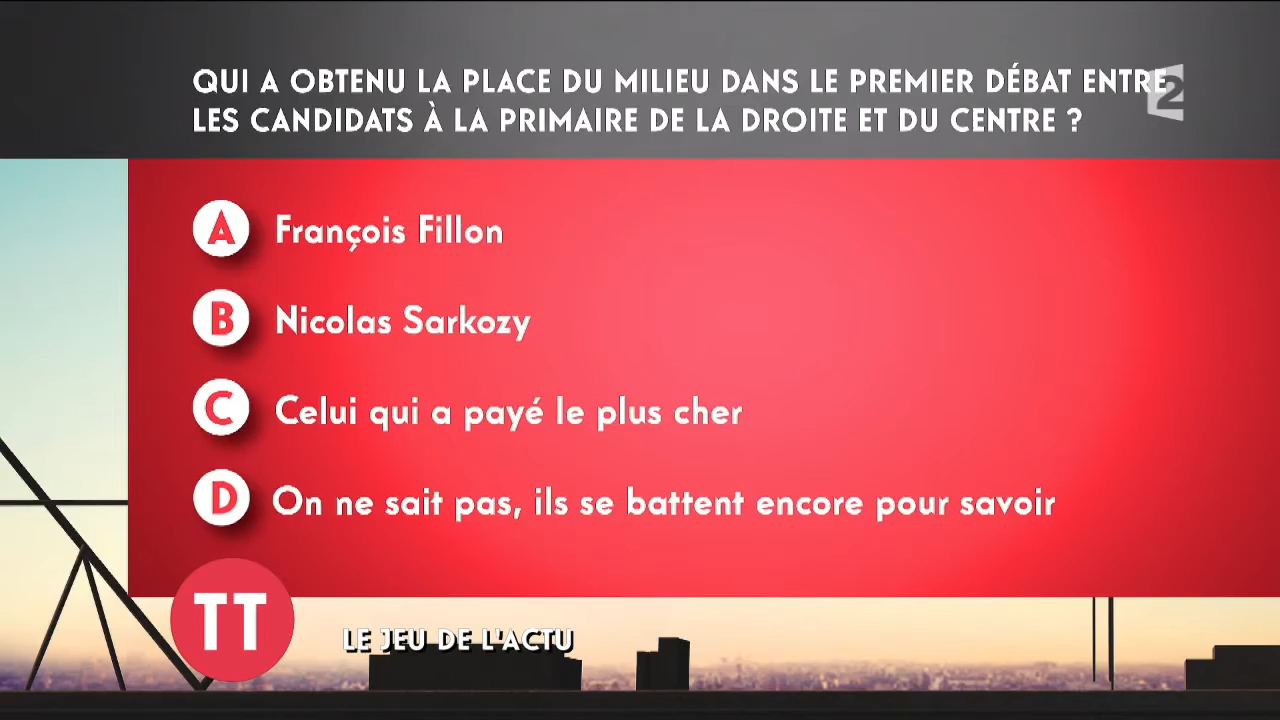 QUI A OBTENU LA PLACE DU MILIEU DANS LE PREMIER DÉBAT ENTRE
LES CANDIDATS À LA PRIMAIRE DE LA DROITE ET DU CENTRE ?
2
A François Fillon
B Nicolas Sarkozy
C Celui qui a payé le plus cher
D On ne sait pas, ils se battent encore pour savoir
TT
LE JEU DE L'ACTU